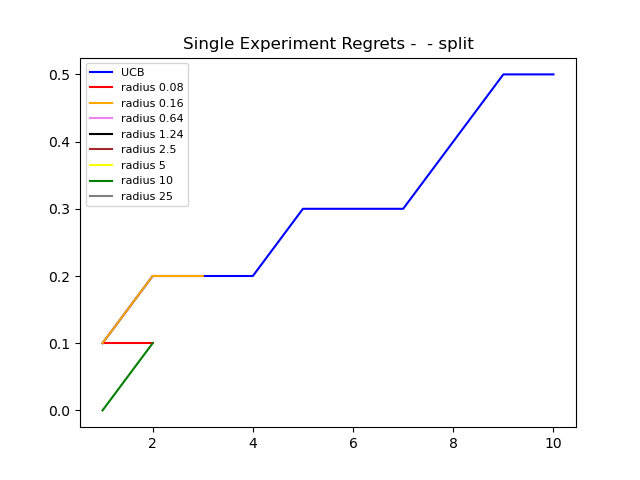 Single Experiment Regrets -  - split
UCB
radius 0.08
radius 0.16
radius 0.64
radius 1.24
radius 2.5
radius 5
radius 10
radius 25
0.5
0.4
0.3
0.2
0.1
0.0
2 4 6 8 10